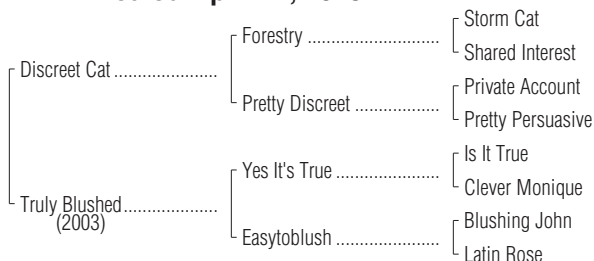 Forestry
Storm Cat
Shared Interest
Discreet Cat
Pretty Discreet
Private Account
Pretty Persuasive
Yes It's True
Is It True
Clever Monique
Truly Blushed
(2003)
Easytoblush
Blushing John
Latin Rose